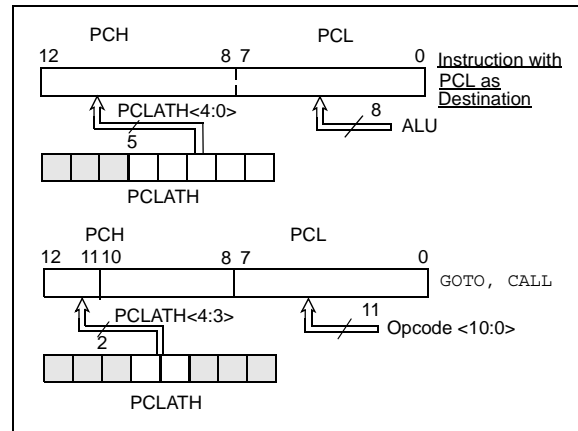 PCH PCL
12 8 7 0
Instruction with
PCL as
Destination
PCLATH<4:0>
8
ALU
5
PCLATH
PCH PCL
12 11 10 8 7 0
GOTO, CALL
PCLATH<4:3>
11
Opcode <10:0>
2
PCLATH